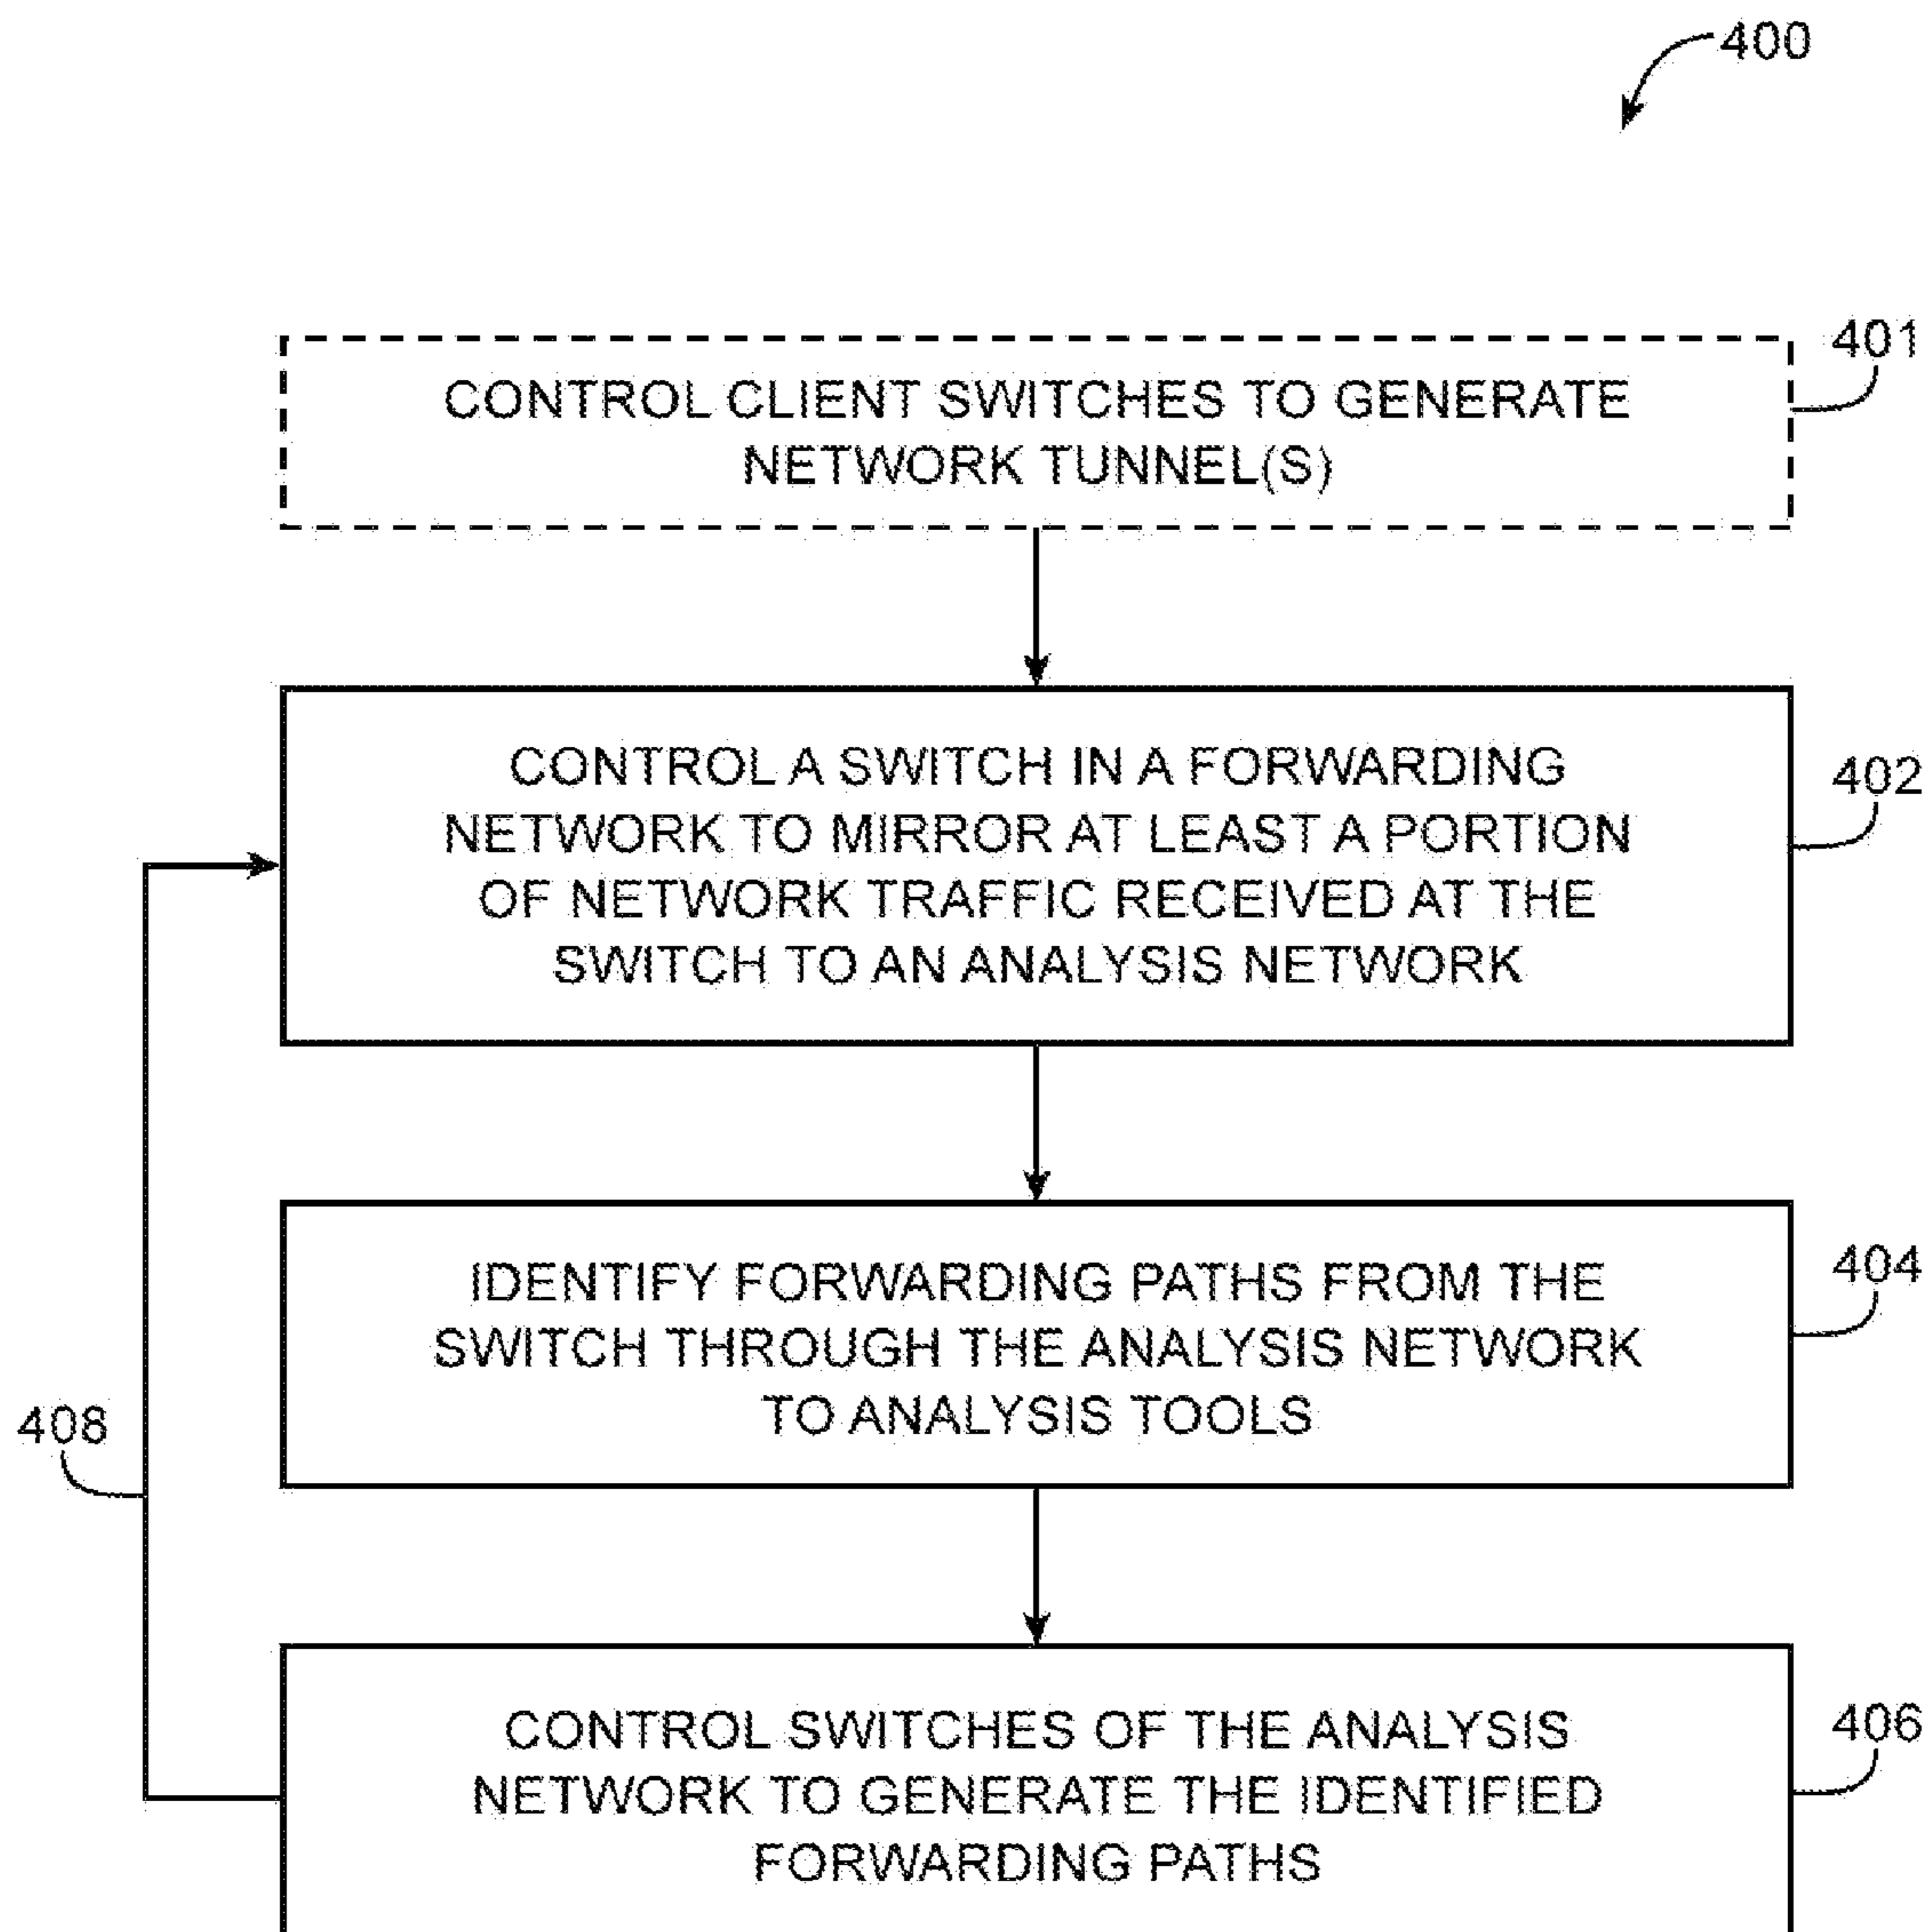 400
401
CONTROL CLIENT SWITCHES TO GENERATE
NETWORK TUNNEL(S)
402
CONTROL A SWITCH IN A FORWARDING
NETWORK TO MIRROR AT LEAST A PORTION
OF NETWORK TRAFFIC RECEIVED AT THE
SWITCH TO AN ANALYSIS NETWORK
404
IDENTIFY FORWARDING PATHS FROM THE
SWITCH THROUGH THE ANALYSIS NETWORK
TO ANALYSIS TOOLS
408
406
CONTROL SWITCHES OF THE ANALYSIS
NETWORK TO GENERATE THE IDENTIFIED
FORWARDING PATHS